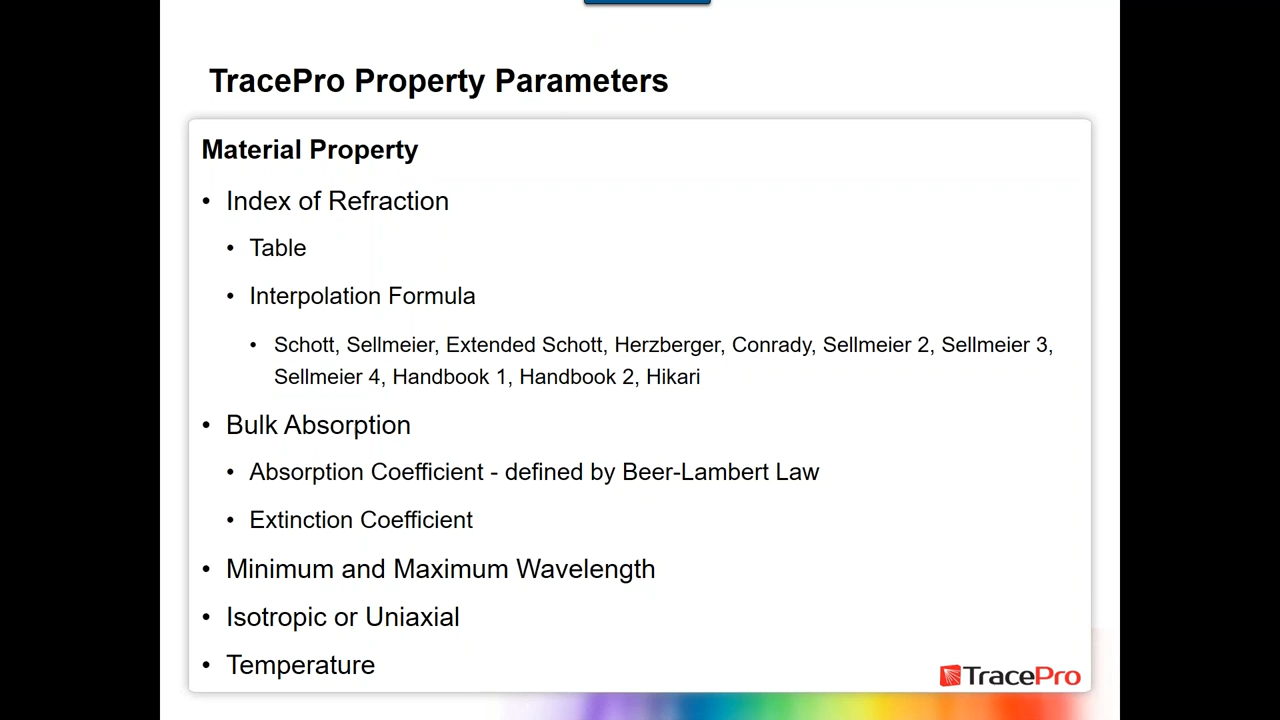 TracePro Property Parameters
Material Property
• Index of Refraction
• Table
• Interpolation Formula
• Schott, Sellmeier, Extended Schott, Herzberger, Conrady, Sellmeier 2, Sellmeier 3,
Sellmeier 4, Handbook 1, Handbook 2, Hikari
• Bulk Absorption
• Absorption Coefficient - defined by Beer-Lambert Law
• Extinction Coefficient
• Minimum and Maximum Wavelength
• Isotropic or Uniaxial
• Temperature
TracePro